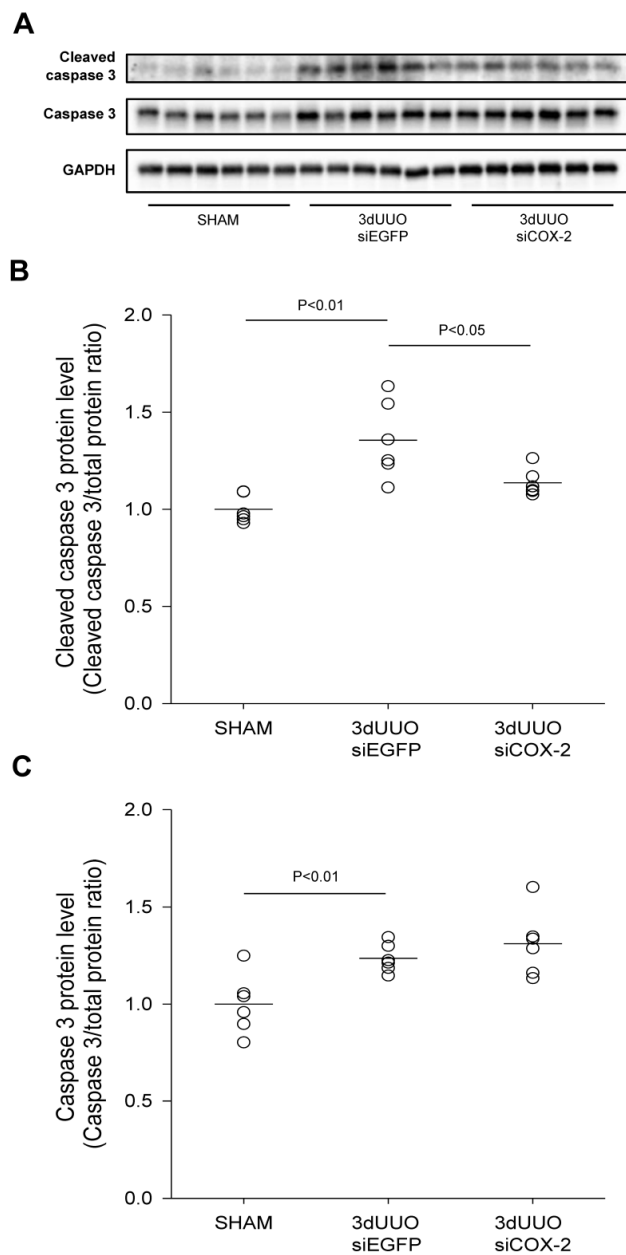 A
Cleaved
caspase 3
Caspase 3
GAPDH
SHAM
3dUUO
siEGFP
3dUUO
siCOX-2
B
Cleaved caspase 3 protein level
(Cleaved caspase 3/total protein ratio)
2.0
1.5
1.0
0.5
0.0
P<0.01
P<0.05
SHAM
3dUUO
siEGFP
3dUUO
siCOX-2
C
Caspase 3 protein level
(Caspase 3/total protein ratio)
2.0
1.5
1.0
0.5
0.0
P<0.01
SHAM
3dUUO
siEGFP
3dUUO
siCOX-2